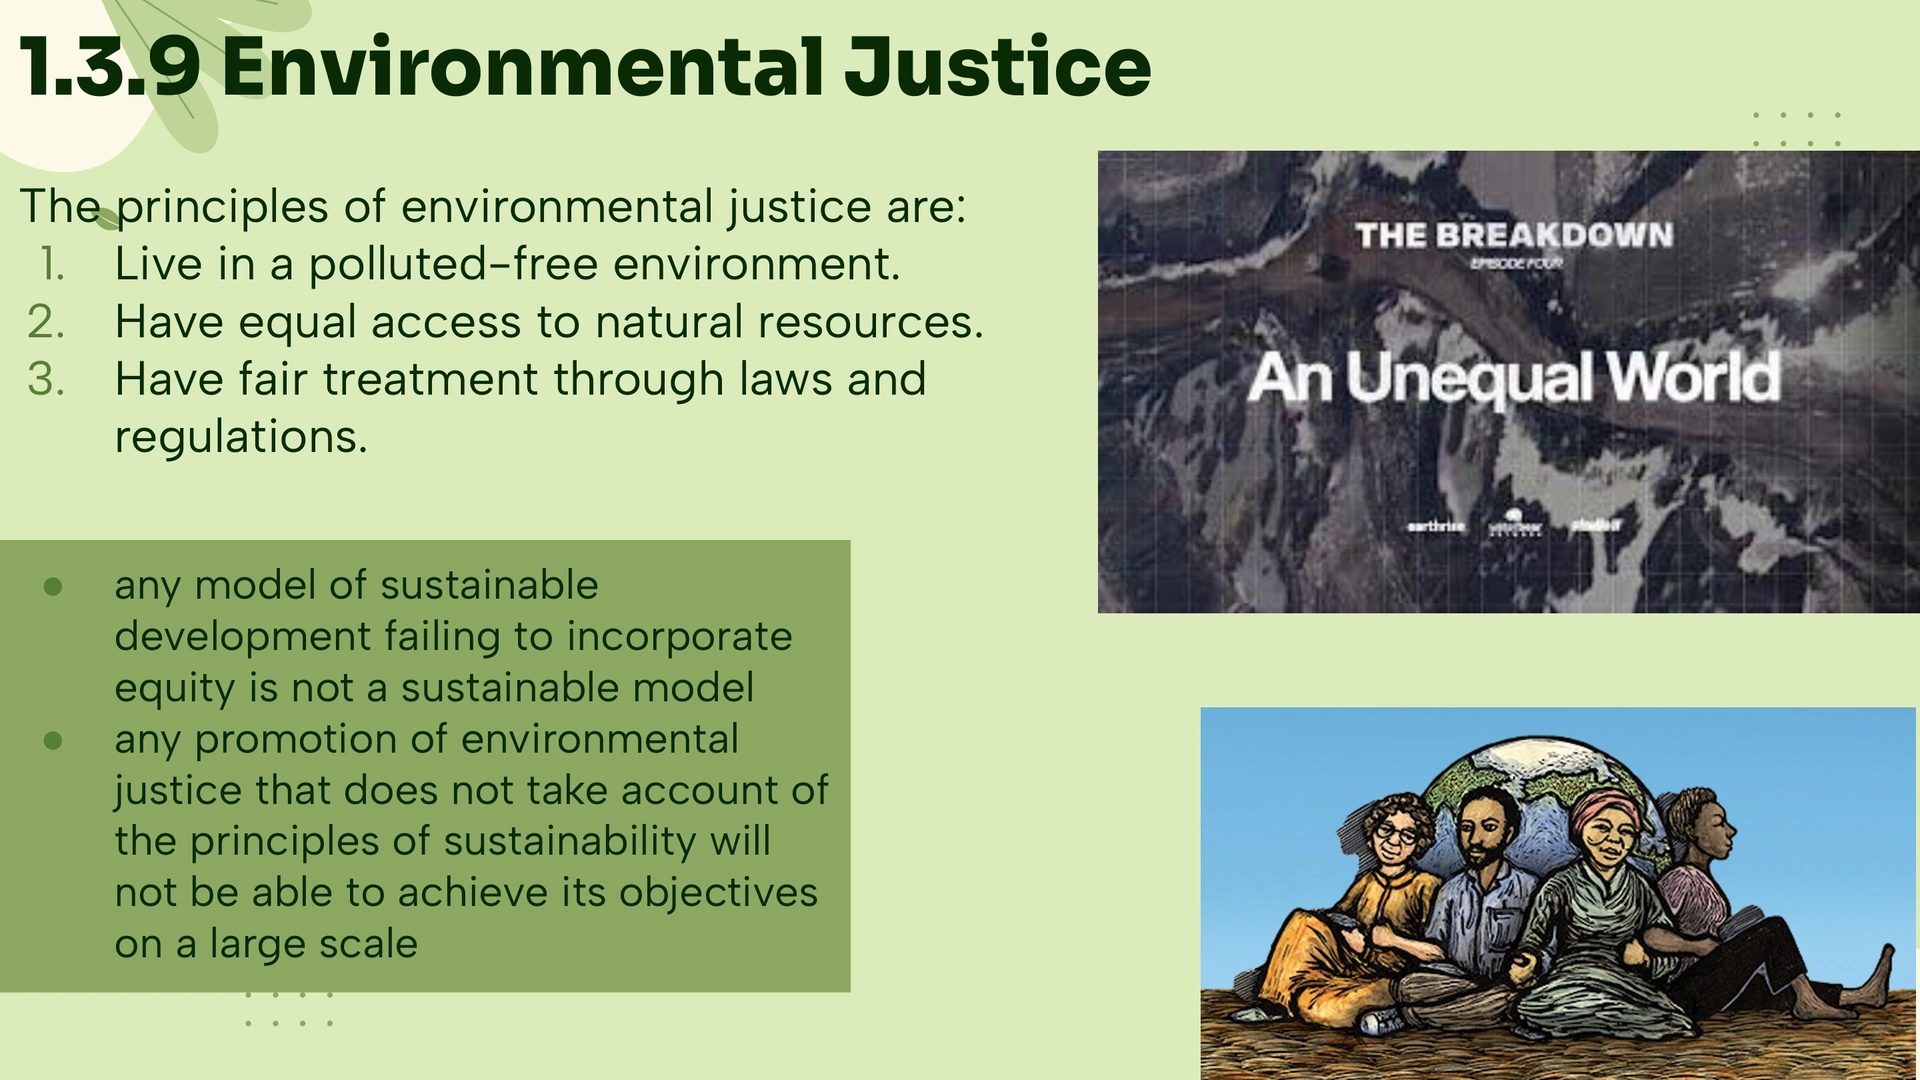 1.3.9 Environmental Justice
The principles of environmental justice are:
1. Live in a polluted-free environment.
2. Have equal access to natural resources.
3. Have fair treatment through laws and
regulations.
● any model of sustainable
development failing to incorporate
equity is not a sustainable model
● any promotion of environmental
justice that does not take account of
the principles of sustainability will
not be able to achieve its objectives
on a large scale
THE BREAKDOWN
EPISODE FOUR
An Unequal World
earthrise